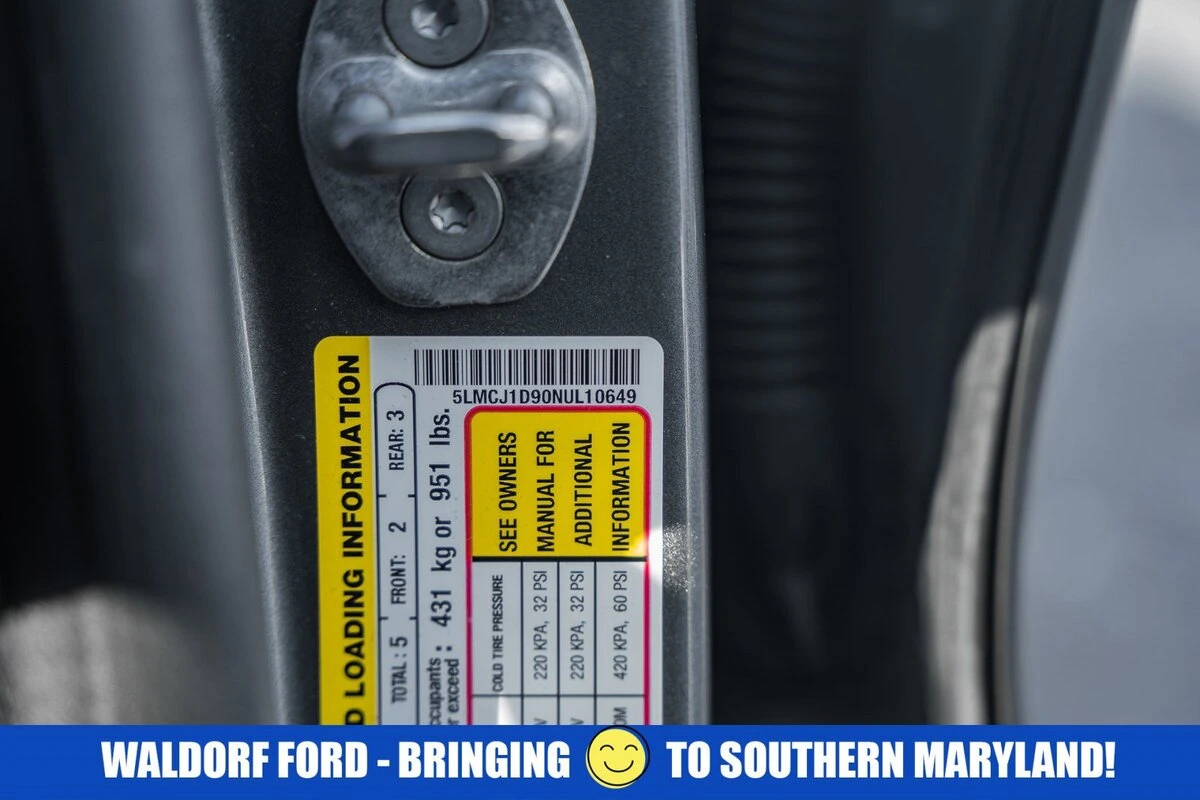 5LMCJ1D90NUL10649
LOADING INFORMATION
TOTAL : 5 FRONT: 2 REAR: 3
: 431 kg or 951 lbs.
exceed :
SEE OWNERS
MANUAL FOR
ADDITIONAL
INFORMATION
COLD TIRE PRESSURE
220 KPA, 32 PSI
220 KPA, 32 PSI
420 KPA, 60 PSI
WALDORF FORD - BRINGING TO SOUTHERN MARYLAND!